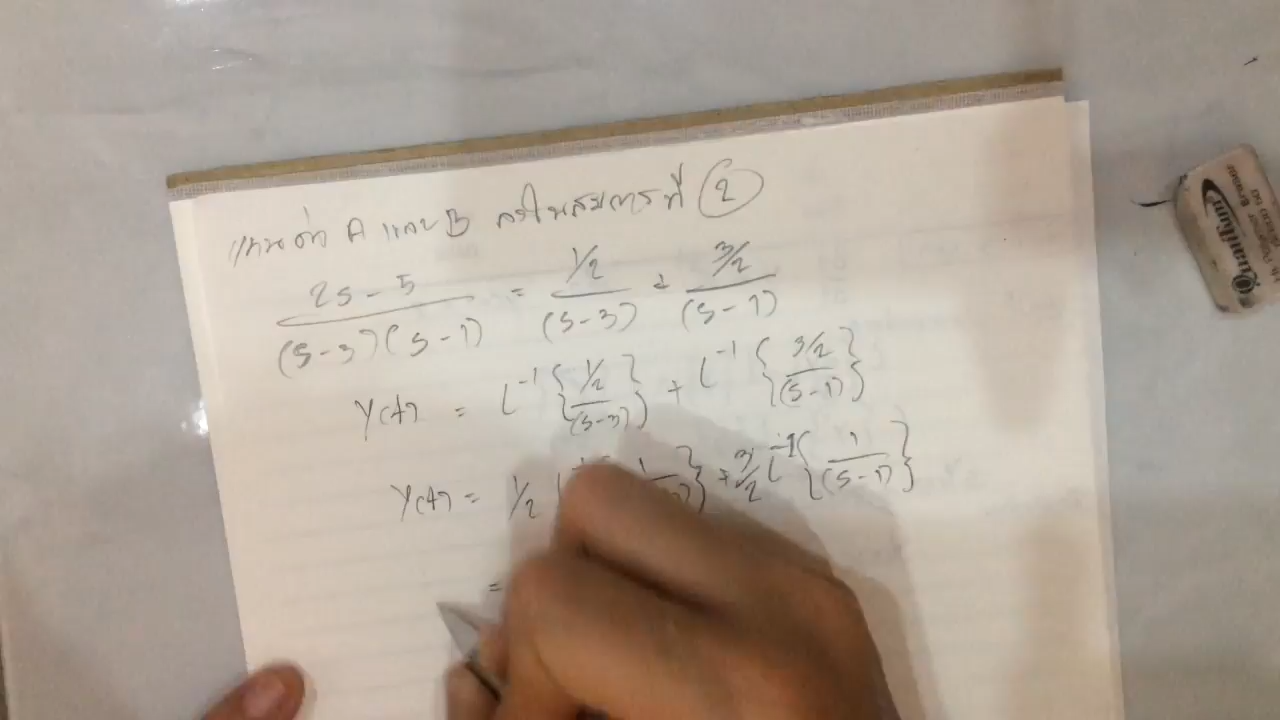 แทนค่า A และ B ลงในสมการที่ 2
2s - 5 / (s-3)(s-1) = 1/2 / (s-3) + 3/2 / (s-1)
y(t) = L⁻¹ { 1/2 / (s-3) } + L⁻¹ { 3/2 / (s-1) }
y(t) = 1/2 } + 3/2 L⁻¹ { 1 / (s-1) }
=
Quantum